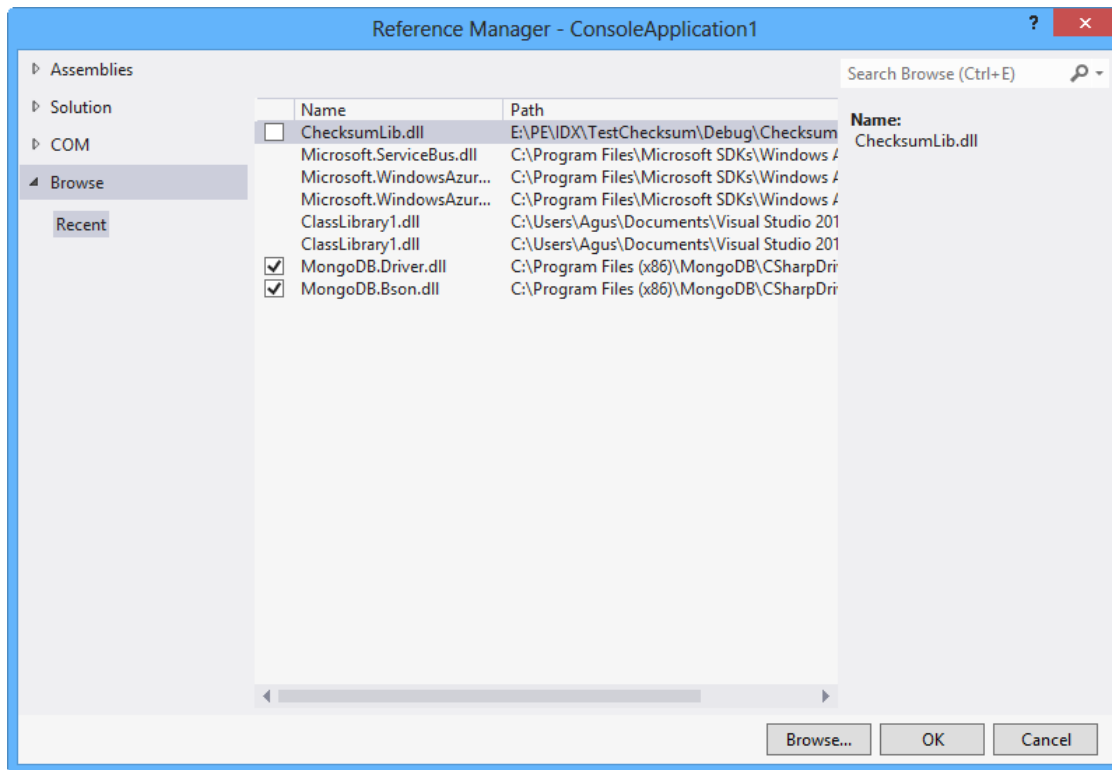 Reference Manager - ConsoleApplication1
?
Assemblies
Solution
COM
Browse
Recent
Name Path
ChecksumLib.dll E:\PE\IDX\TestChecksum\Debug\Checksum
Microsoft.ServiceBus.dll C:\Program Files\Microsoft SDKs\Windows A
Microsoft.WindowsAzur... C:\Program Files\Microsoft SDKs\Windows A
Microsoft.WindowsAzur... C:\Program Files\Microsoft SDKs\Windows A
ClassLibrary1.dll C:\Users\Agus\Documents\Visual Studio 201
ClassLibrary1.dll C:\Users\Agus\Documents\Visual Studio 201
MongoDB.Driver.dll C:\Program Files (x86)\MongoDB\CSharpDri
MongoDB.Bson.dll C:\Program Files (x86)\MongoDB\CSharpDri
Search Browse (Ctrl+E)
Name:
ChecksumLib.dll
Browse... OK Cancel